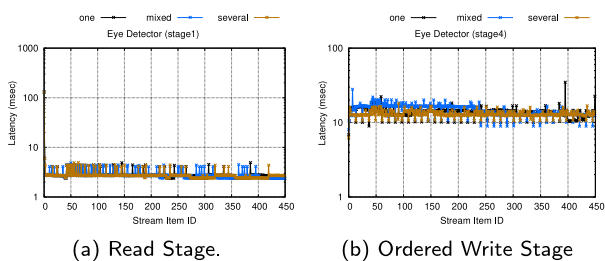 one mixed several
Eye Detector (stage1)
Latency (msec)
1000
100
10
1
0 50 100 150 200 250 300 350 400 450
Stream Item ID
(a) Read Stage.
one mixed several
Eye Detector (stage4)
Latency (msec)
100
10
1
0 50 100 150 200 250 300 350 400 450
Stream Item ID
(b) Ordered Write Stage